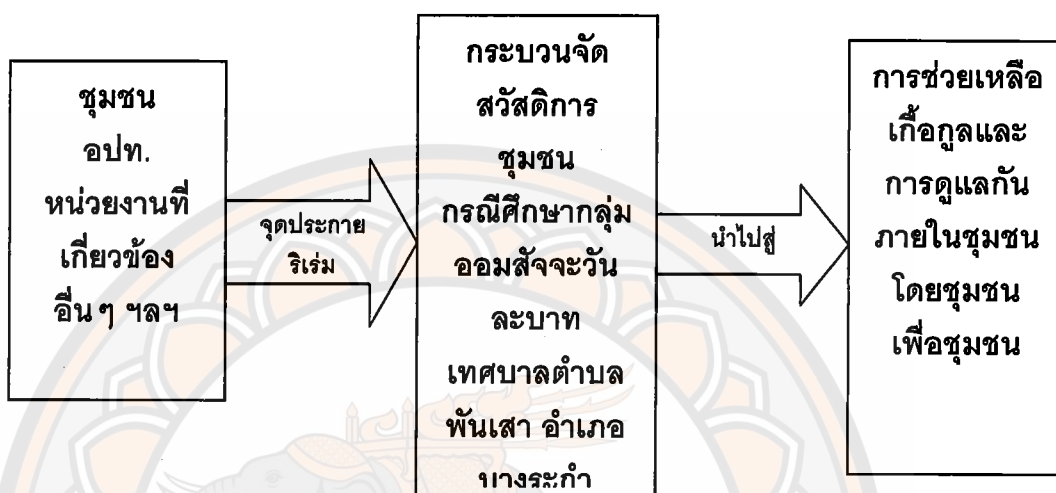 ชุมชน
อปท.
หน่วยงานที่
เกี่ยวข้อง
อื่น ๆ ฯลฯ
จุดประกาย
ริเร่ม
กระบวนจัด
สวัสดิการ
ชุมชน
กรณีศึกษากลุ่ม
ออมสัจจะวัน
ละบาท
เทศบาลตำบล
พันเสา อำเภอ
บางระกำ
นำไปสู่
การช่วยเหลือ
เกื้อกูลและ
การดูแลกัน
ภายในชุมชน
โดยชุมชน
เพื่อชุมชน